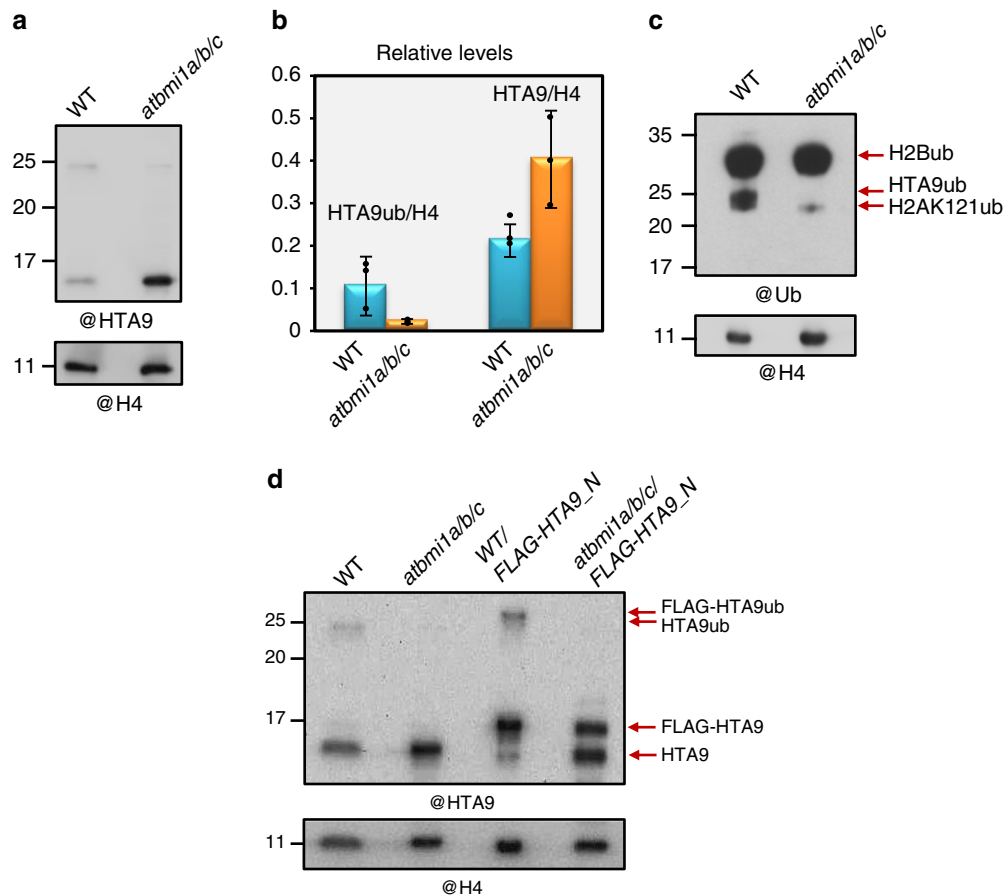 a
WT
atbmi1a/b/c
25
20
17
@HTA9
11
@H4
b
Relative levels
0.6
0.5
0.4
0.3
0.2
0.1
0
HTA9ub/H4
HTA9/H4
WT
atbmi1a/b/c
WT
atbmi1a/b/c
c
WT
atbmi1a/b/c
35
25
20
17
H2Bub
HTA9ub
H2AK121ub
@Ub
11
@H4
d
WT
atbmi1a/b/c
WT/
FLAG-HTA9_N
atbmi1a/b/c/
FLAG-HTA9_N
25
20
17
FLAG-HTA9ub
HTA9ub
FLAG-HTA9
HTA9
@HTA9
11
@H4